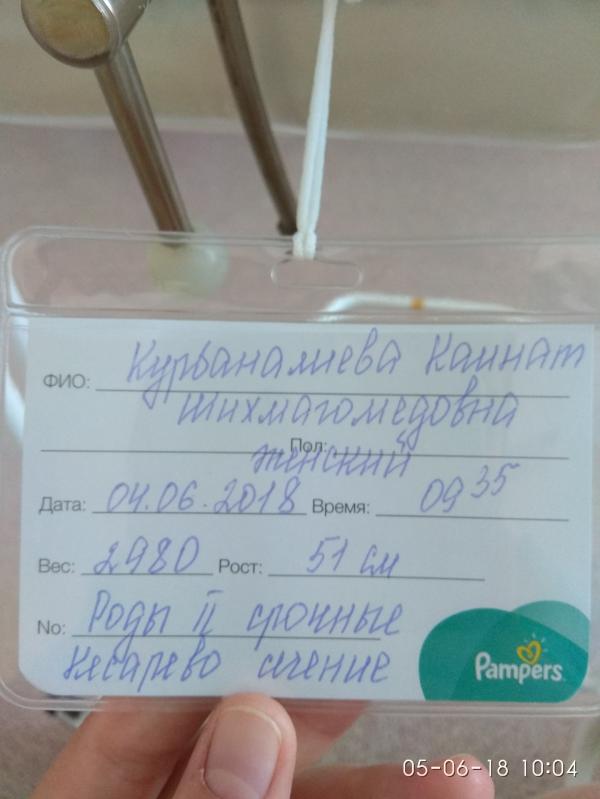 ФИО: Курбаналиева Каинат
Шихмагомедовна
Пол:
женский
Дата: 04.06.2018 Время: 09 35
Вес: 2980 Рост: 51 см
No: Роды II срочные
Кесарево сечение
Pampers
05-06-18 10:04